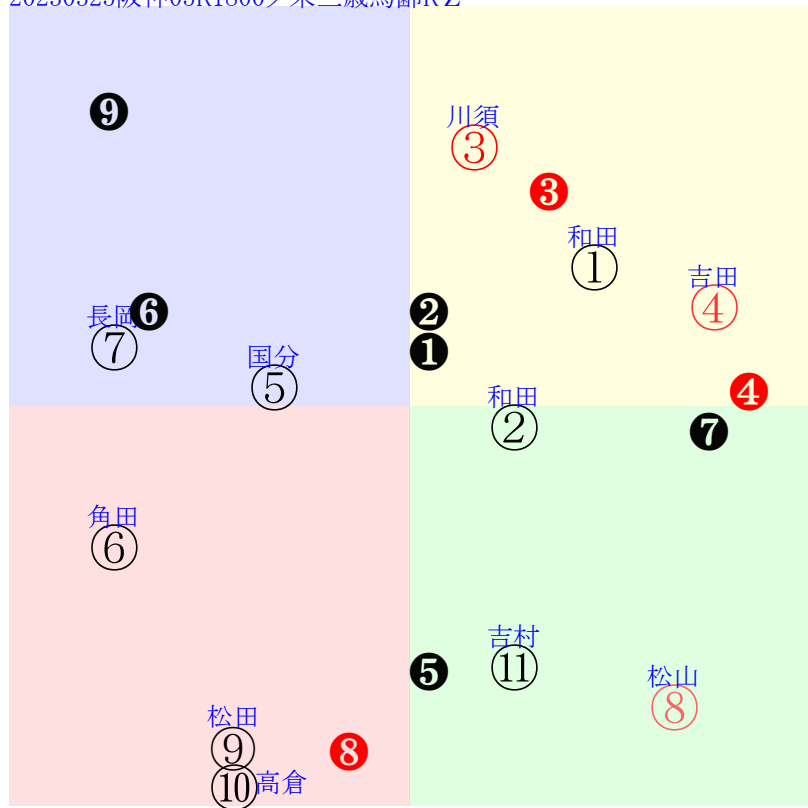 ❾
川須
③
❸
和田
①
吉田
④
長岡
❻
⑦
❷
❶
国分
⑤
❹
和田
②
❼
角田
⑥
吉村
⑪
❺
松山
⑧
松田
⑨
❽
⑩高倉